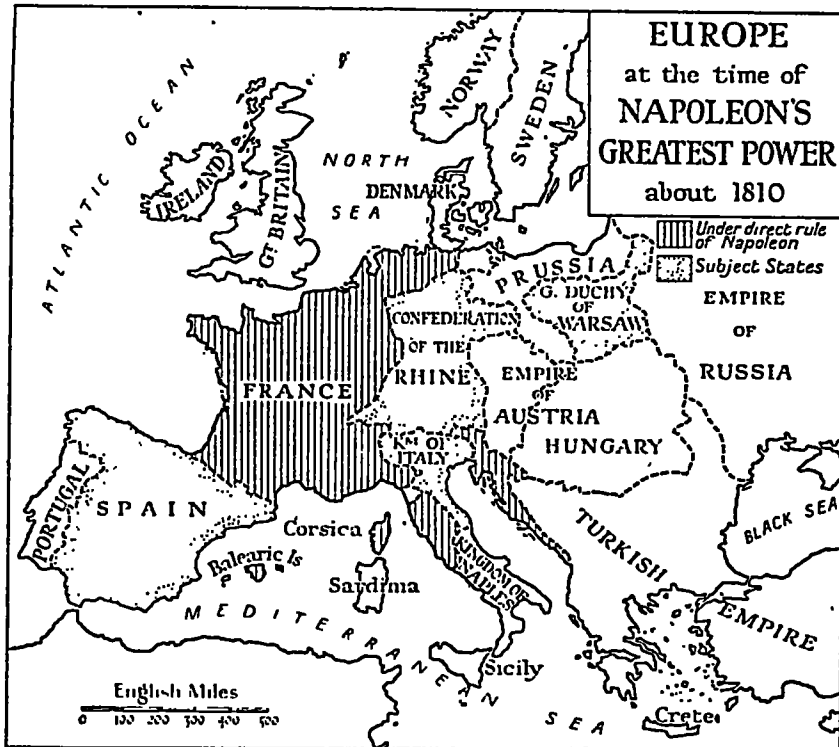 EUROPE
at the time of
NAPOLEON'S
GREATEST POWER
about 1810
Under direct rule
of Napoleon
Subject States
ATLANTIC OCEAN
NORWAY
SWEDEN
NORTH
SEA
DENMARK
IRELAND
GT BRITAIN
PRUSSIA
G. DUCHY
OF
WARSAW
EMPIRE
OF
RUSSIA
CONFEDERATION
OF THE
RHINE
FRANCE
EMPIRE
OF
AUSTRIA
HUNGARY
KM OF
ITALY
PORTUGAL
SPAIN
Corsica
Balearic Is
Sardinia
KINGDOM OF
NAPLES
BLACK SEA
TURKISH
EMPIRE
MEDITERRANEAN
SEA
Sicily
Crete
English Miles
0 100 200 300 400 500